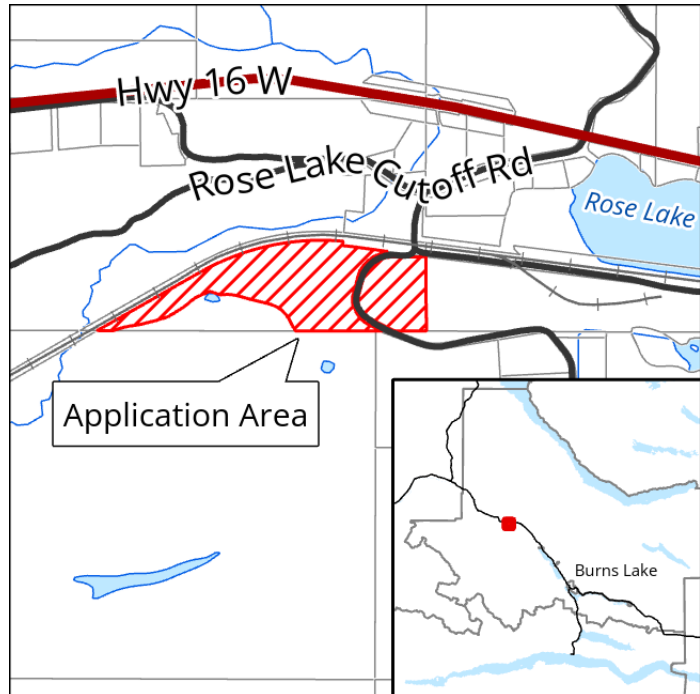 Hwy 16 W
Rose Lake Cutoff Rd
Rose Lake
Application Area
Burns Lake